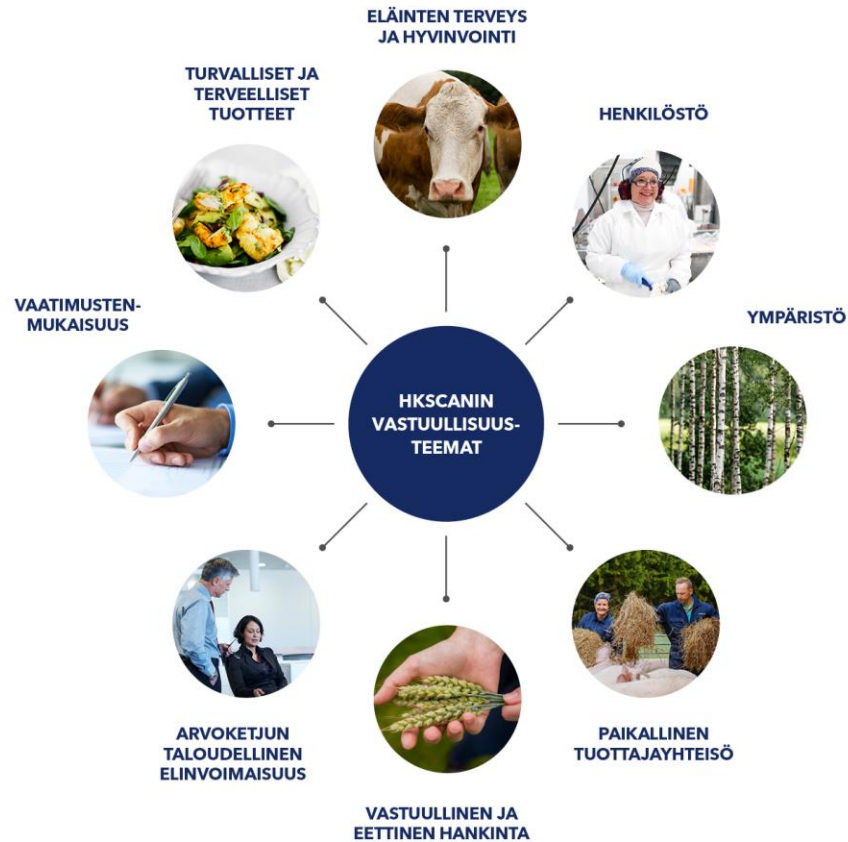 ELÄINTEN TERVEYS
JA HYVINVOINTI
TURVALLISET JA
TERVEELLISET
TUOTTEET
HENKILÖSTÖ
VAATIMUSTEN-
MUKAISUUS
YMPÄRISTÖ
HKSCANIN
VASTUULLISUUS-
TEEMAT
ARVOKETJUN
TALOUDELLINEN
ELINVOIMAISUUS
PAIKALLINEN
TUOTTAJAYHTEISÖ
VASTUULLINEN JA
EETTINEN HANKINTA